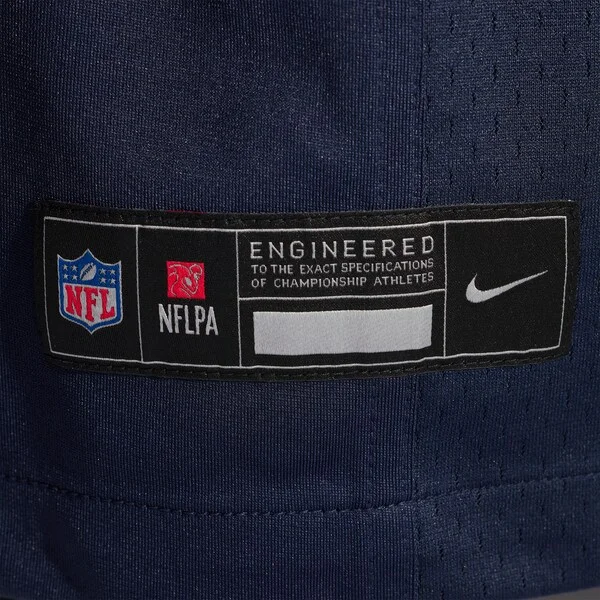 NFL
NFLPA
ENGINEERED
TO THE EXACT SPECIFICATIONS
OF CHAMPIONSHIP ATHLETES